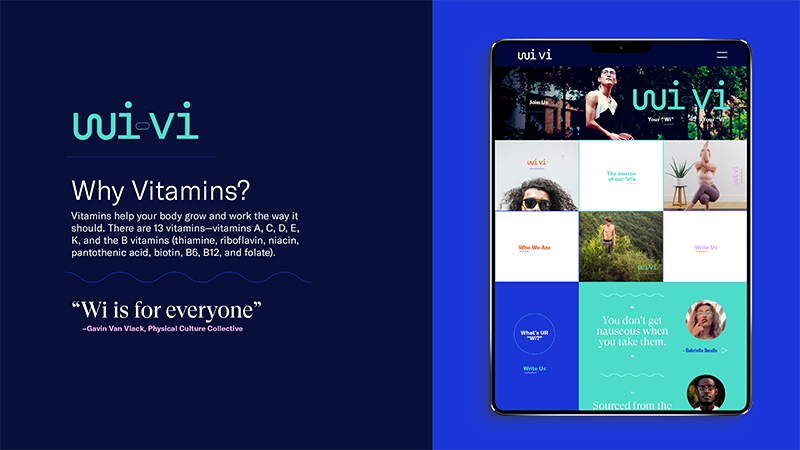 wi-vi
Why Vitamins?
Vitamins help your body grow and work the way it
should. There are 13 vitamins—vitamins A, C, D, E,
K, and the B vitamins (thiamine, riboflavin, niacin,
pantothenic acid, biotin, B6, B12, and folate).
“Wi is for everyone”
–Gavin Van Vlack, Physical Culture Collective
wi vi
Join Us
wi-vi
Your “Wi”
Your “Vi”
wi vi
The source
of our ‘vi’s
wi vi
Who We Are
wi vi
Write Us
What's UR
“Wi?”
Write Us
You don't get
nauseous when
you take them.
Sourced from the